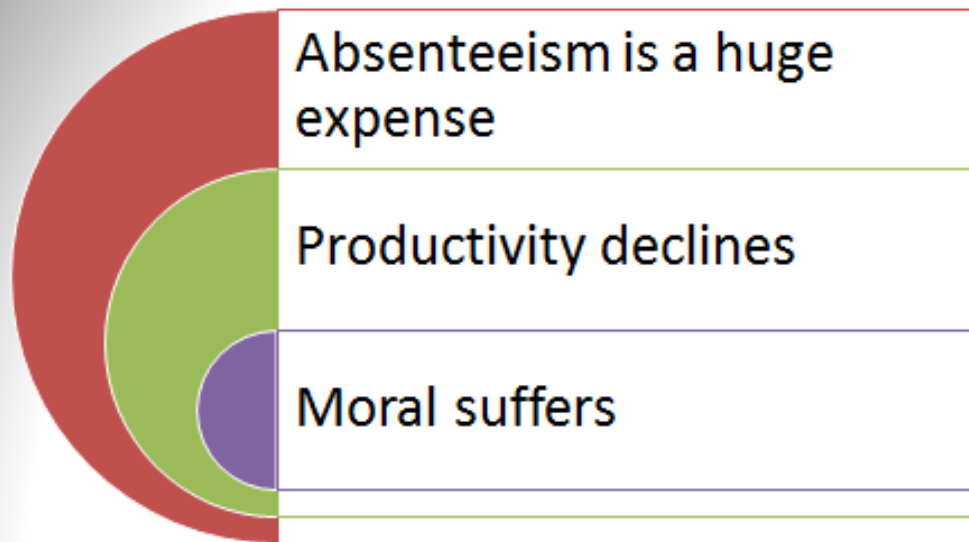 Absenteeism is a huge
expense
Productivity declines
Moral suffers